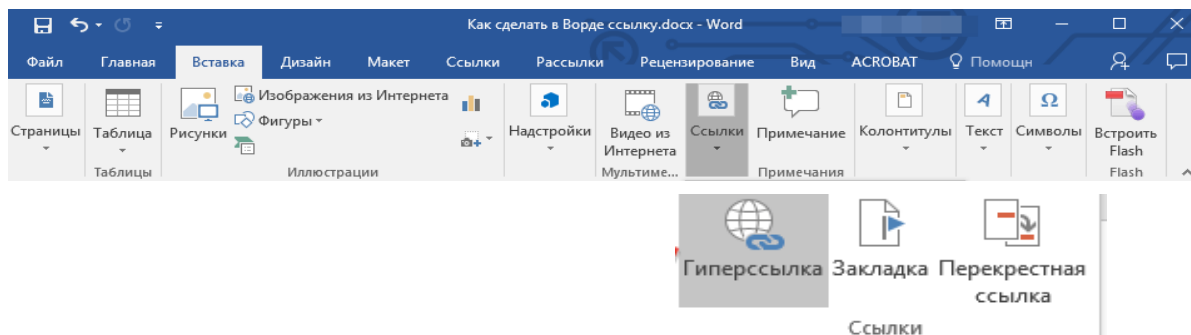 Как сделать в Ворде ссылку.docx - Word
Файл Главная Вставка Дизайн Макет Ссылки Рассылки Рецензирование Вид ACROBAT Помощн
Страницы Таблица Рисунки Изображения из Интернета Фигуры Надстройки Видео из Интернета Ссылки Примечание Колонтитулы Текст Символы Встроить Flash
Таблицы Иллюстрации Мультиме... Примечания Flash
Гиперссылка Закладка Перекрестная
ссылка
Ссылки